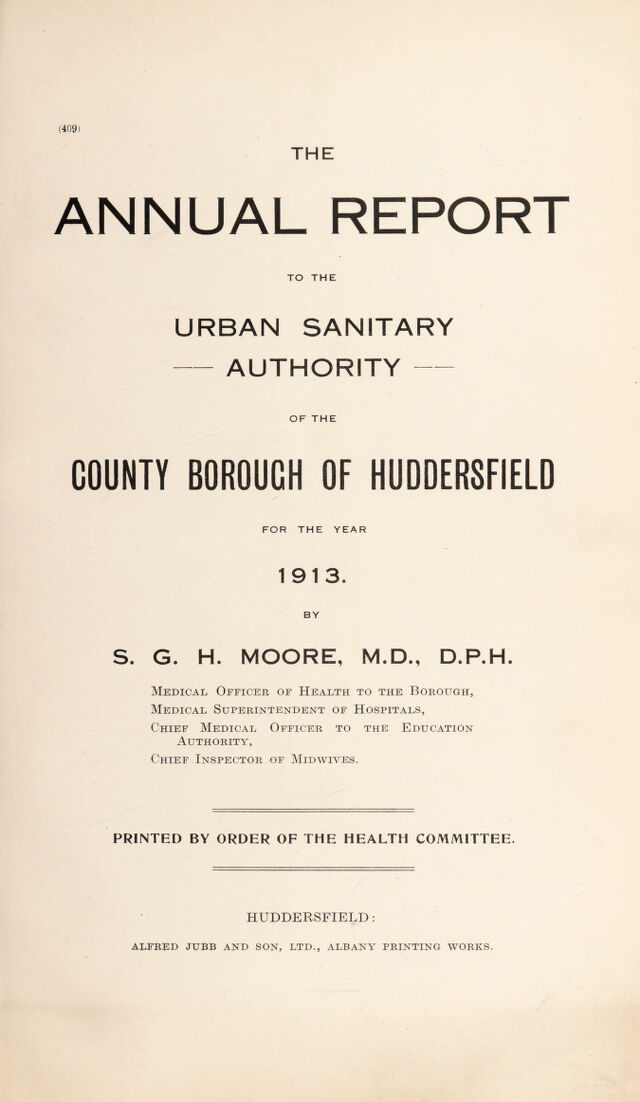 (409)
THE
ANNUAL REPORT
TO THE
URBAN SANITARY
— AUTHORITY —
OF THE
COUNTY BOROUGH OF HUDDERSFIELD
FOR THE YEAR
1913.
BY
S. G. H. MOORE, M.D., D.P.H.
Medical Officer of Health to the Borough,
Medical Superintendent of Hospitals,
Chief Medical Officer to the Education
Authority,
Chief Inspector of Midwives.
PRINTED BY ORDER OF THE HEALTH COMMITTEE.
HUDDERSFIELD:
ALFRED JUBB AND SON, LTD., ALBANY PRINTING WORKS.